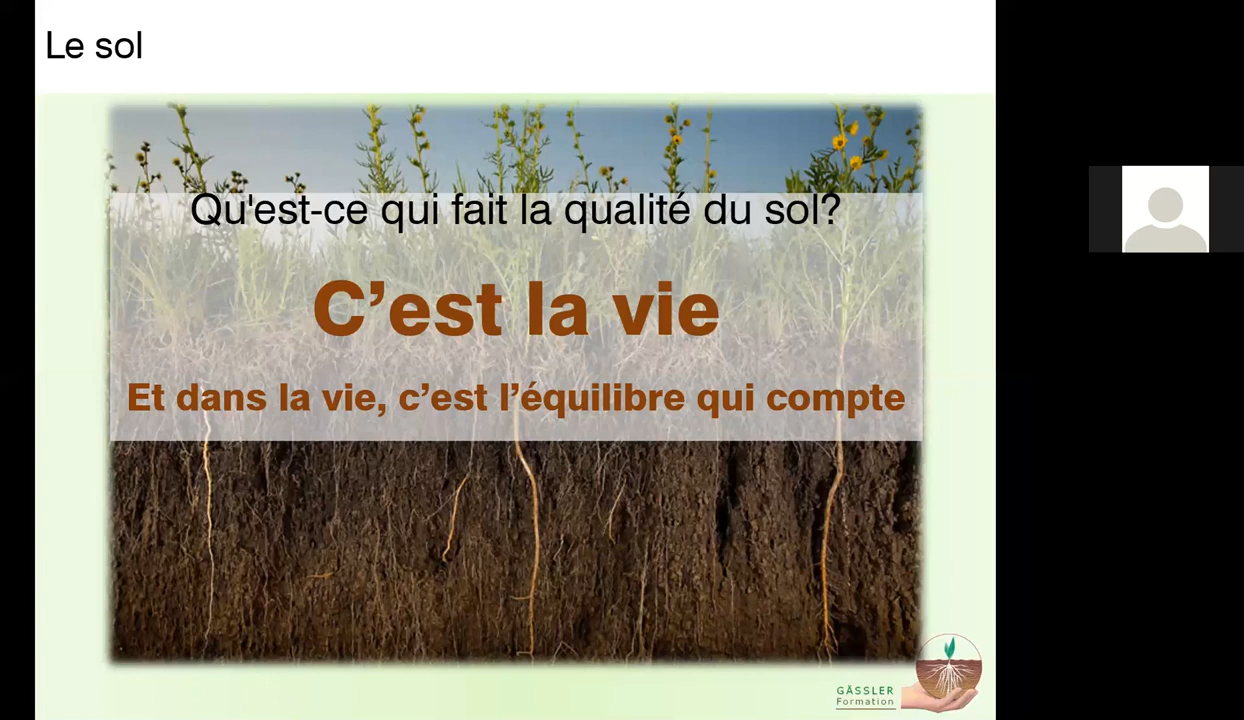 Le sol
Qu'est-ce qui fait la qualité du sol?
C’est la vie
Et dans la vie, c’est l’équilibre qui compte
GÄSSLER
Formation